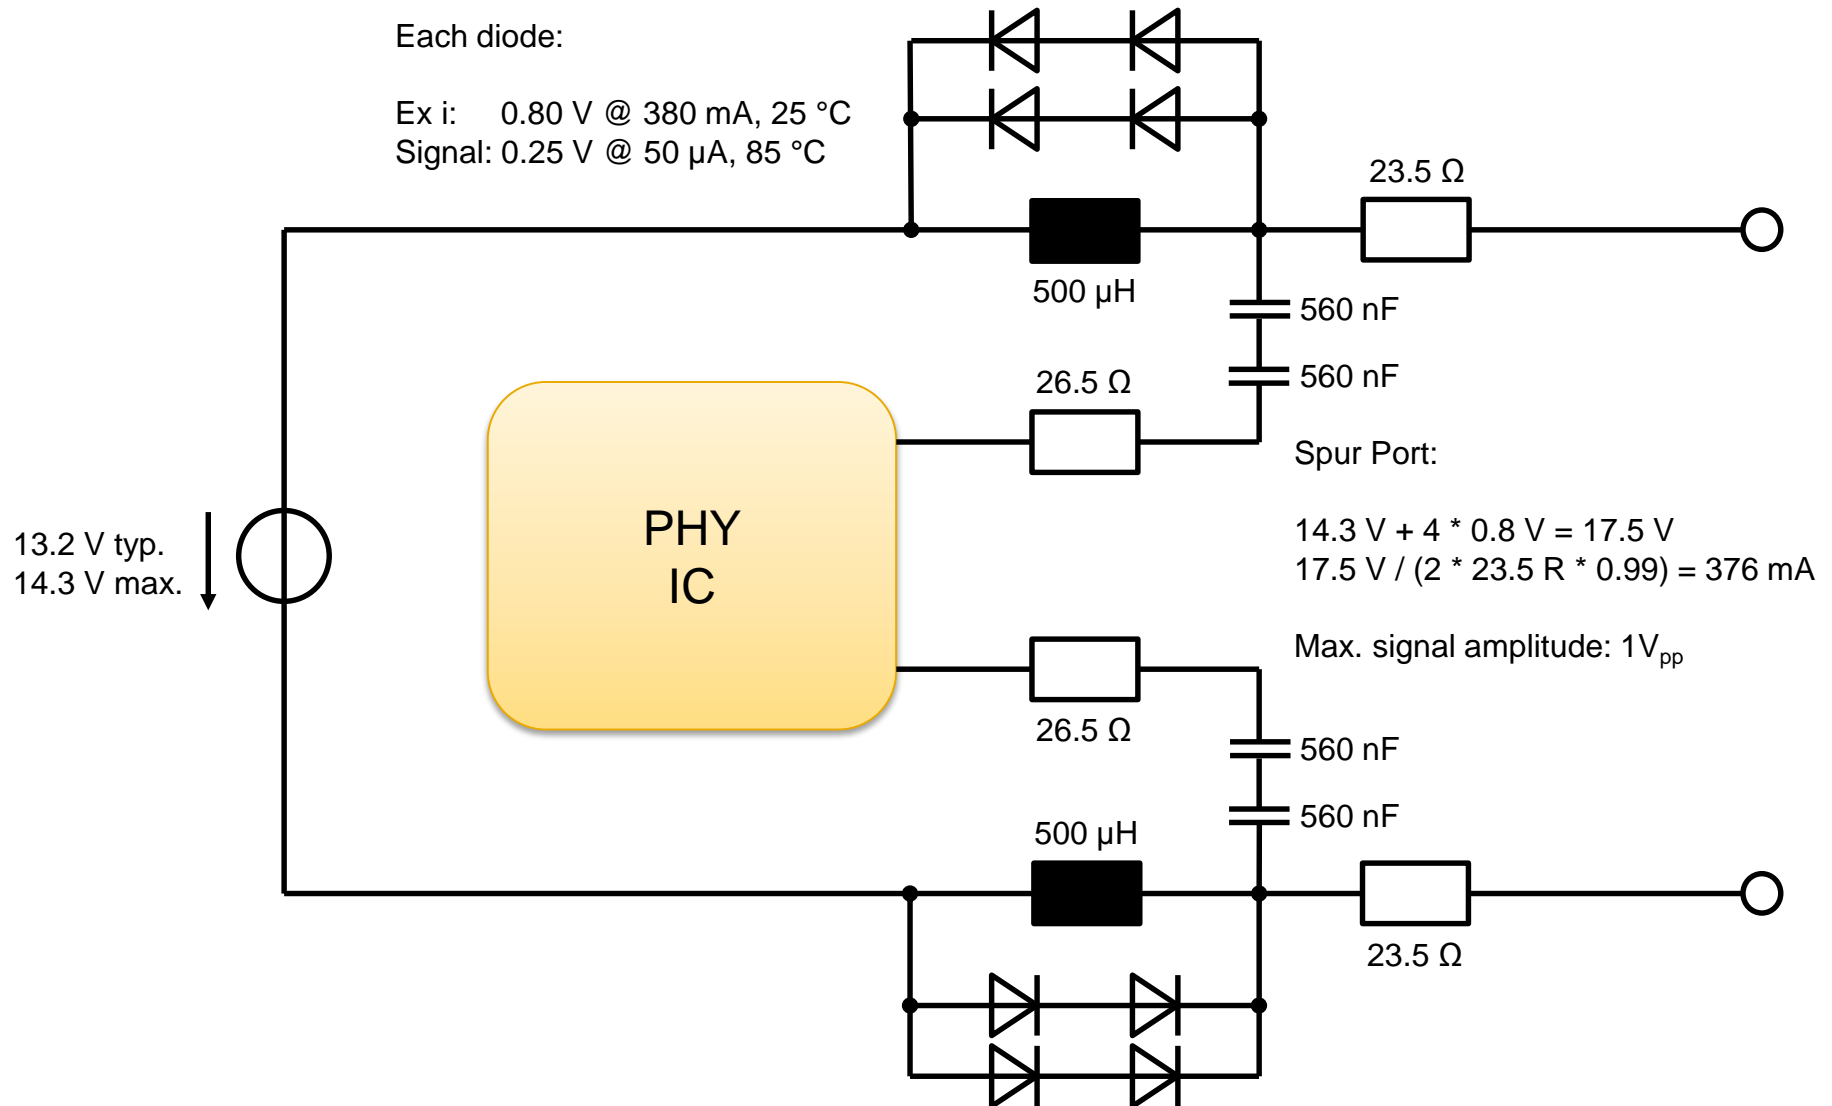 Each diode:
Ex i: 0.80 V @ 380 mA, 25 °C
Signal: 0.25 V @ 50 µA, 85 °C
23.5 Ω
500 µH
560 nF
560 nF
26.5 Ω
Spur Port:
PHY
IC
13.2 V typ.
14.3 V max.
14.3 V + 4 * 0.8 V = 17.5 V
17.5 V / (2 * 23.5 R * 0.99) = 376 mA
Max. signal amplitude: 1Vpp
26.5 Ω
560 nF
560 nF
500 µH
23.5 Ω